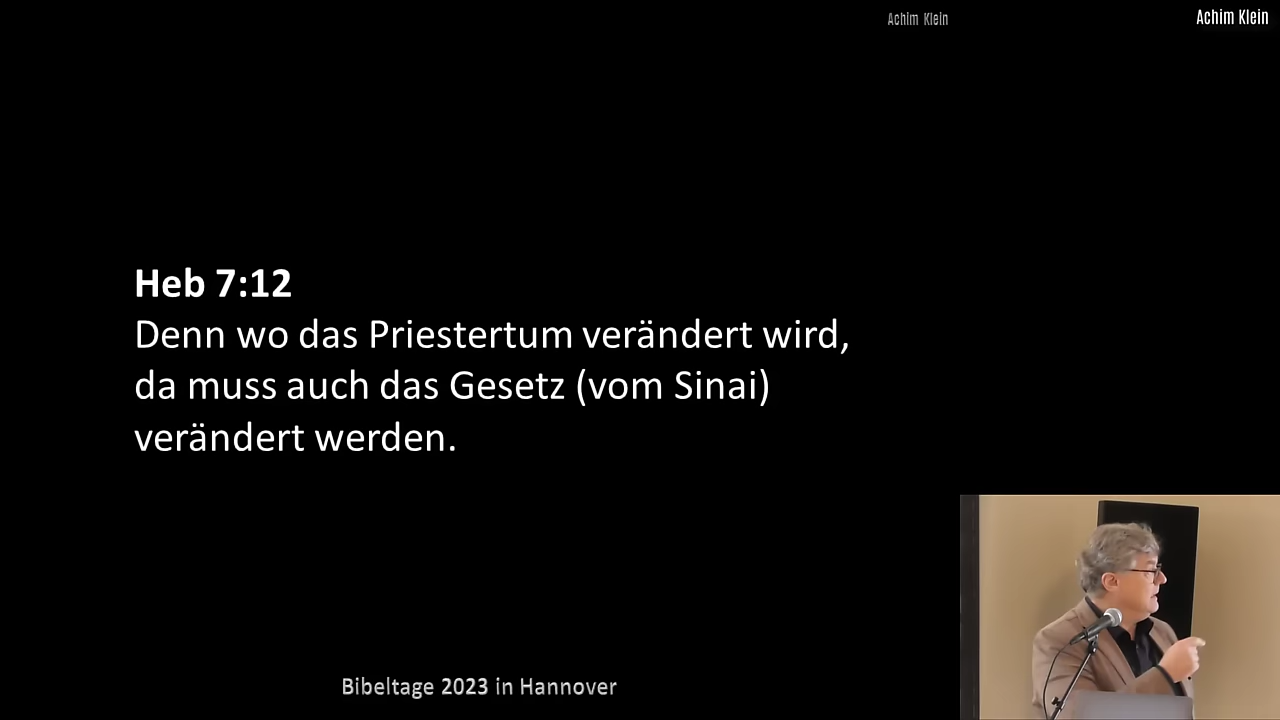 Achim Klein
Achim Klein
Heb 7:12
Denn wo das Priestertum verändert wird,
da muss auch das Gesetz (vom Sinai)
verändert werden.
Bibeltage 2023 in Hannover